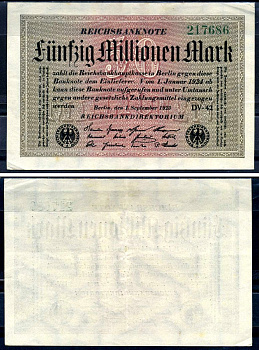 REICHSBANKNOTE
217686
Fünfzig Millionen Mark
zahlt die Reichsbankhauptkasse in Berlin gegen diese
Banknote dem Einlieferer. Vom 1. Januar 1924 ab
kann diese Banknote aufgerufen und unter Umtausch
gegen andere gesetzliche Zahlungsmittel eingezogen
werden
Berlin, den 1. September 1923
DV-42
REICHSBANKDIREKTORIUM